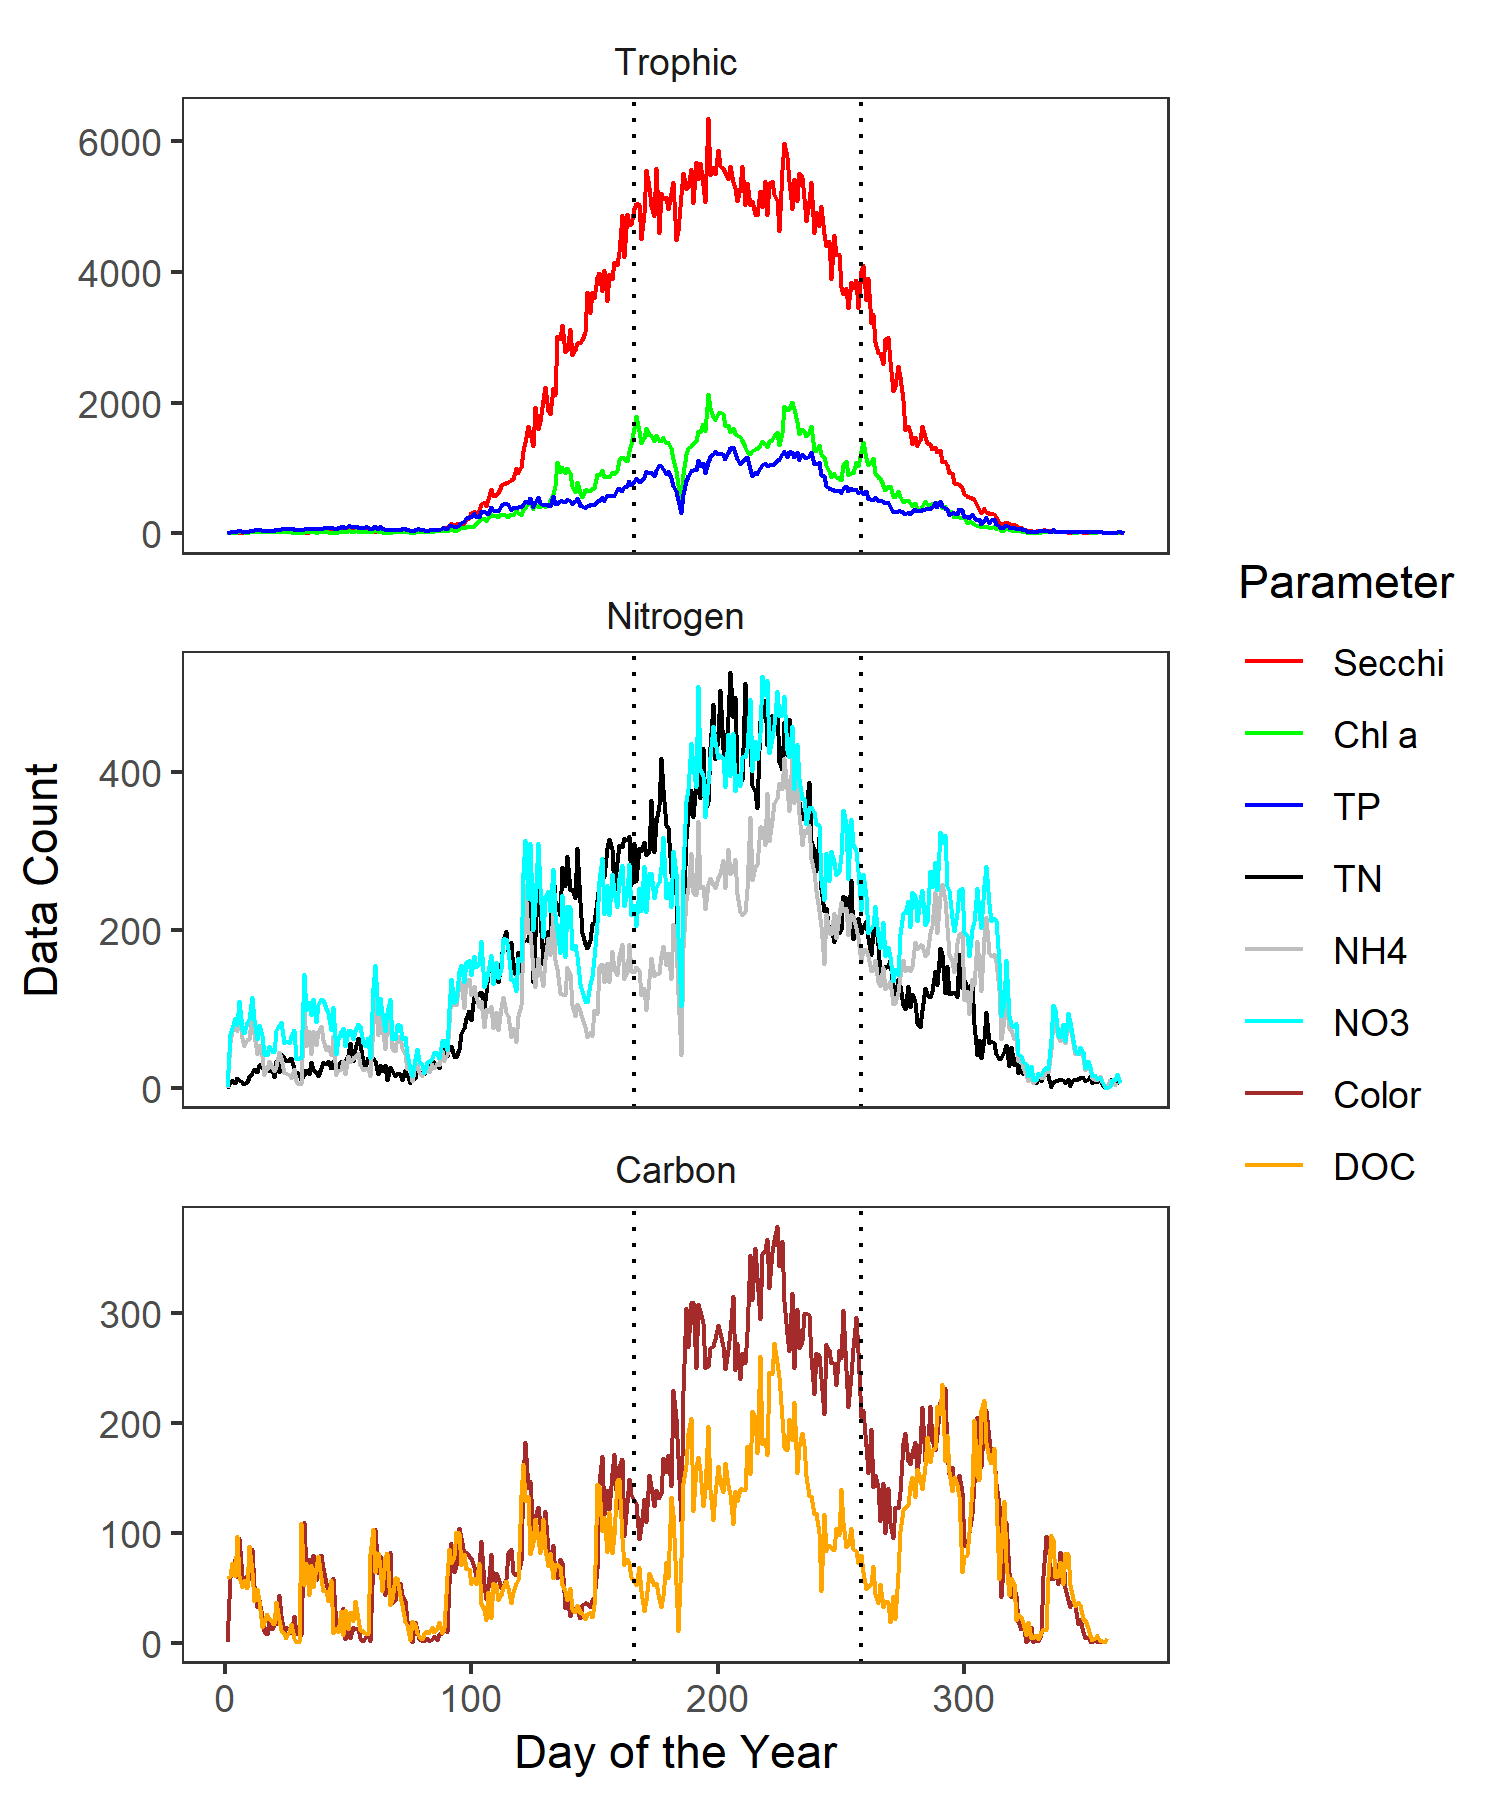 Trophic
6000
4000
2000
0
Nitrogen
400
200
0
Carbon
300
200
100
0
0 100 200 300
Day of the Year
Data Count
Parameter
Secchi
Chl a
TP
TN
NH4
NO3
Color
DOC